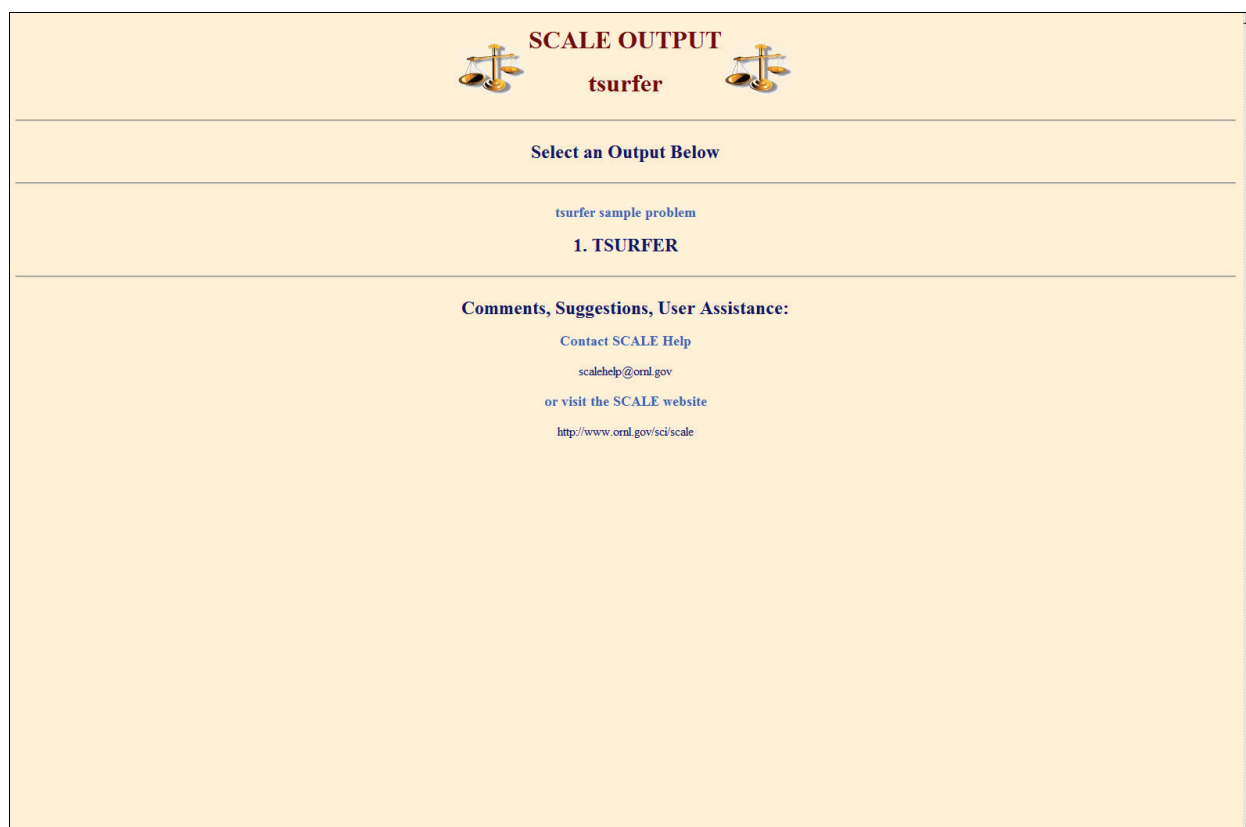 SCALE OUTPUT
tsurfer
Select an Output Below
tsurfer sample problem
1. TSURFER
Comments, Suggestions, User Assistance:
Contact SCALE Help
scalehelp@ornl.gov
or visit the SCALE website
http://www.ornl.gov/sci/scale